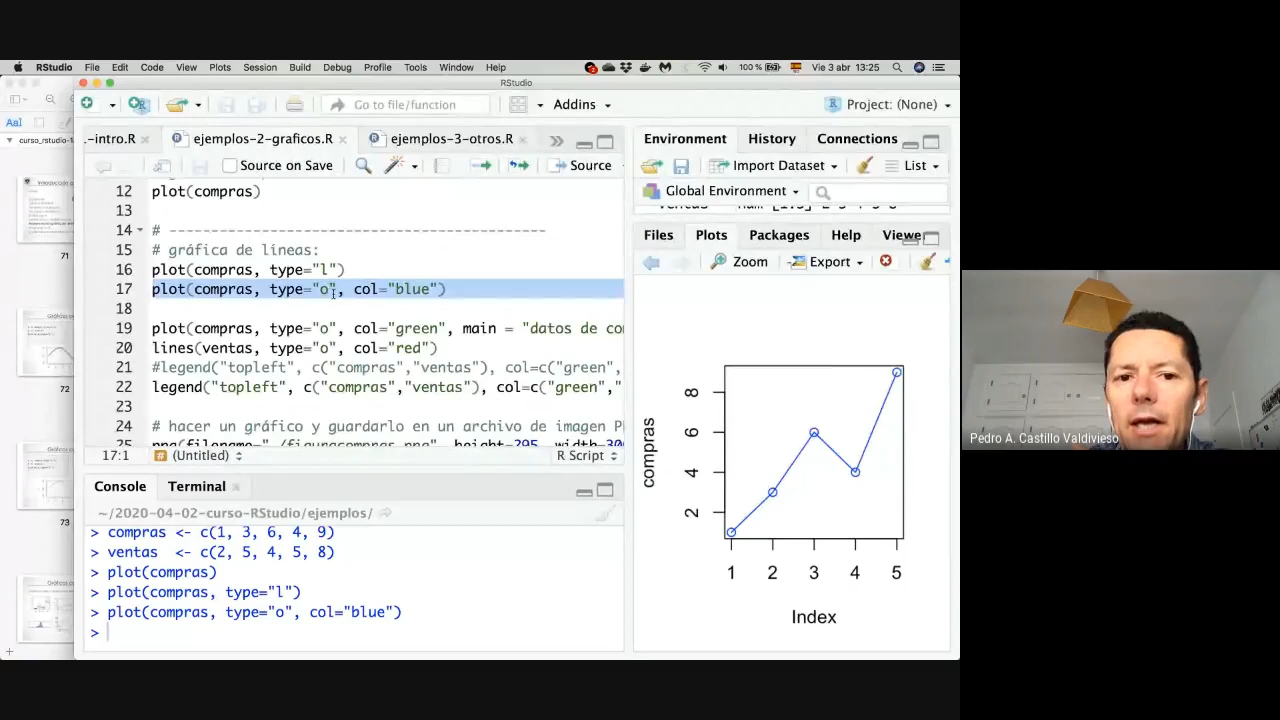 RStudio File Edit Code View Plots Session Build Debug Profile Tools Window Help 100 % Vie 3 abr 13:25
RStudio
Go to file/function Addins Project: (None)
-intro.R ejemplos-2-graficos.R ejemplos-3-otros.R
Source on Save Source
12 plot(compras)
13
14 # -----------------------------------------
15 # gráfica de líneas:
16 plot(compras, type="l")
17 plot(compras, type="o", col="blue")
18
19 plot(compras, type="o", col="green", main = "datos de co
20 lines(ventas, type="o", col="red")
21 #legend("topleft", c("compras","ventas"), col=c("green",
22 legend("topleft", c("compras","ventas"), col=c("green","
23
24 # hacer un gráfico y guardarlo en un archivo de imagen P
17:1 (Untitled) R Script
Console Terminal
~/2020-04-02-curso-RStudio/ejemplos/
> compras <- c(1, 3, 6, 4, 9)
> ventas <- c(2, 5, 4, 5, 8)
> plot(compras)
> plot(compras, type="l")
> plot(compras, type="o", col="blue")
>
Environment History Connections
Import Dataset List
Global Environment
Files Plots Packages Help Viewe
Zoom Export
compras
8
6
4
2
1 2 3 4 5
Index
Aa
curso_rstudio-1
71
72
73
Pedro A. Castillo Valdivieso